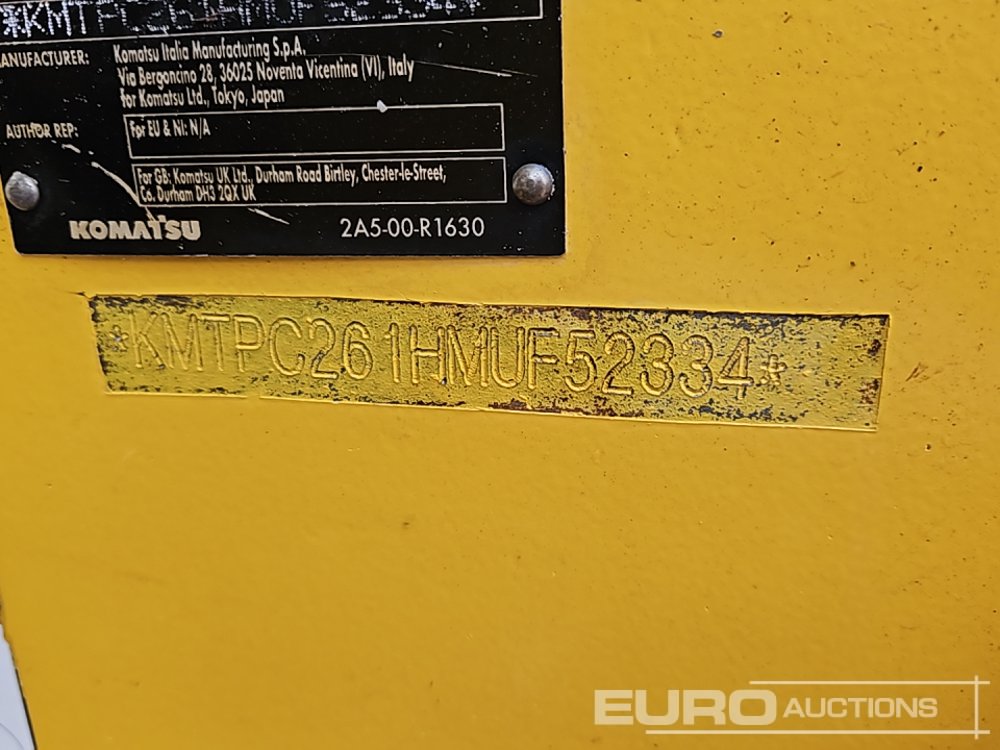 *KMTPC261HMUF52334*
MANUFACTURER: Komatsu Italia Manufacturing S.p.A.
Via Bergoncino 28, 36025 Noventa Vicentina (VI), Italy
for Komatsu Ltd., Tokyo, Japan
AUTHOR REP: For EU & NI: N/A
For GB: Komatsu UK Ltd., Durham Road Birtley, Chester-le-Street,
Co. Durham DH3 2QX UK
KOMATSU 2A5-00-R1630
*KMTPC261HMUF52334*
EURO AUCTIONS